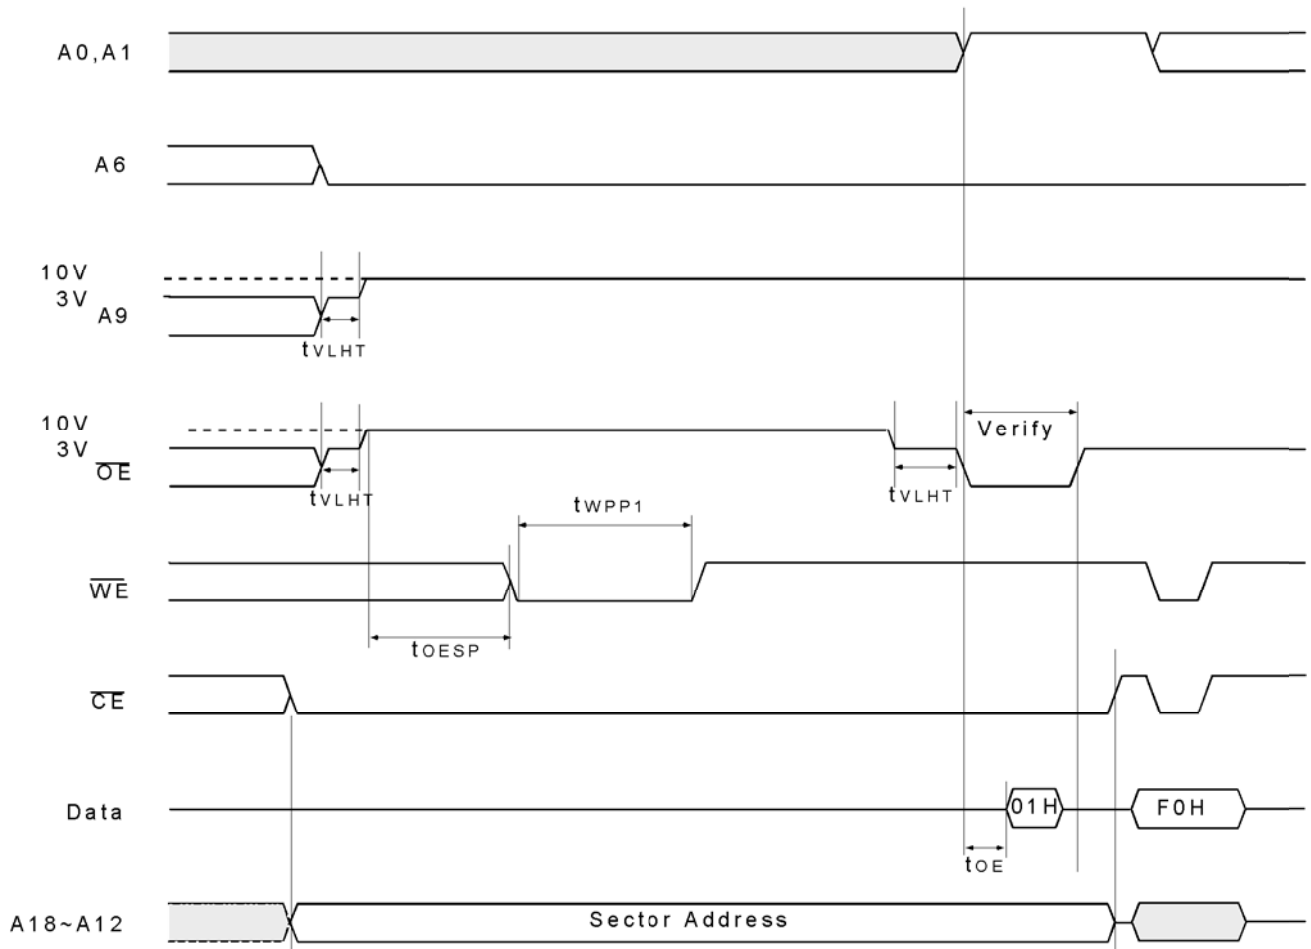 A0,A1
A6
10V
3V
A9
tVLHT
10V
3V
OE
tVLHT
tVLHT
Verify
tWPP1
WE
tOESP
CE
Data
01H
F0H
tOE
A18~A12
Sector Address